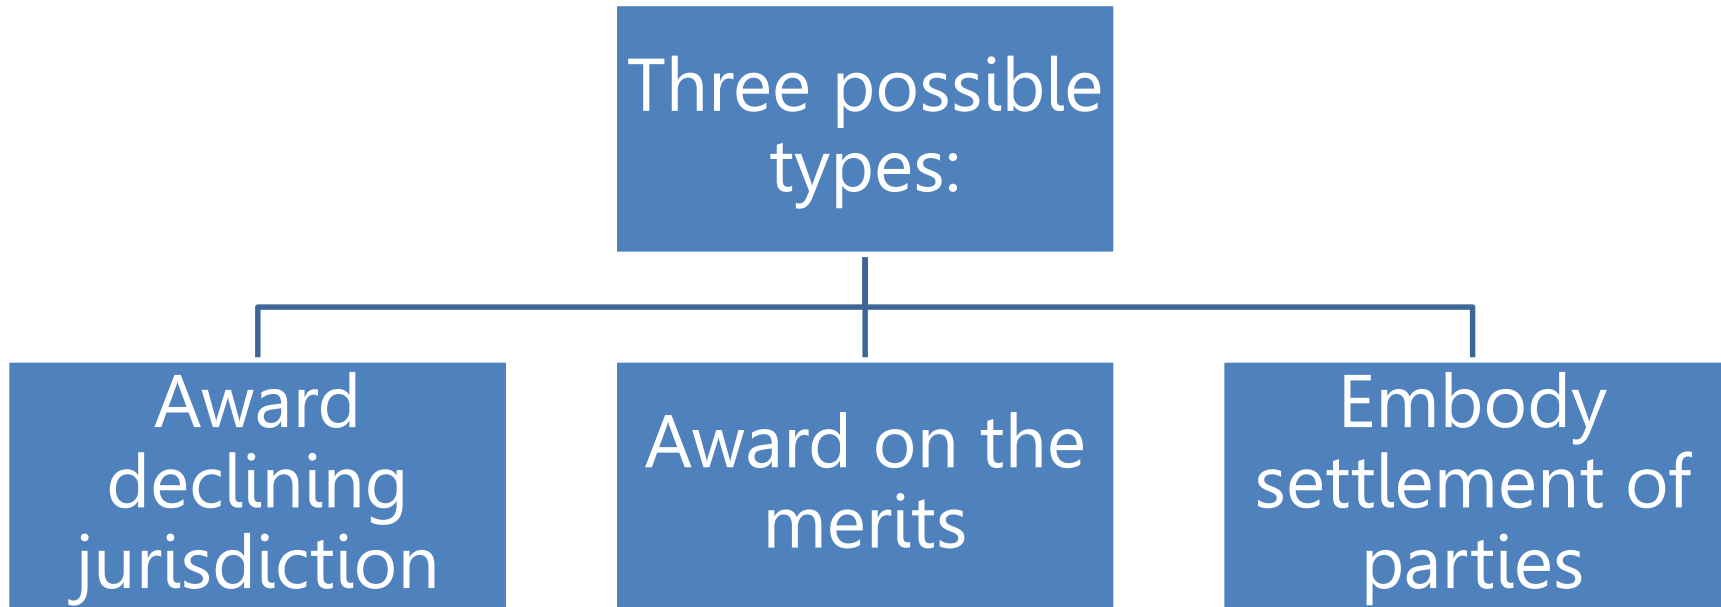 Three possible
types:
Award
declining
jurisdiction
Award on the
merits
Embody
settlement of
parties